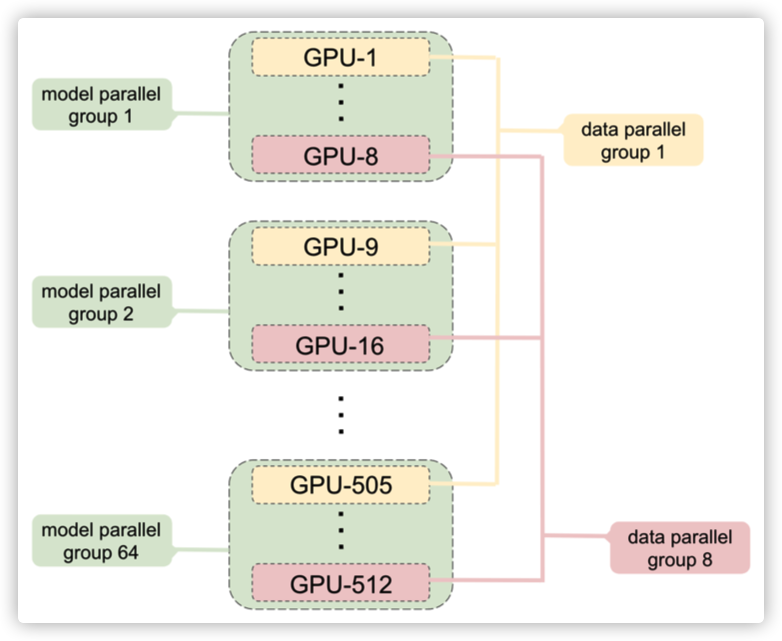 GPU-1
model parallel
group 1
data parallel
group 1
GPU-8
GPU-9
model parallel
group 2
GPU-16
GPU-505
model parallel
group 64
data parallel
group 8
GPU-512